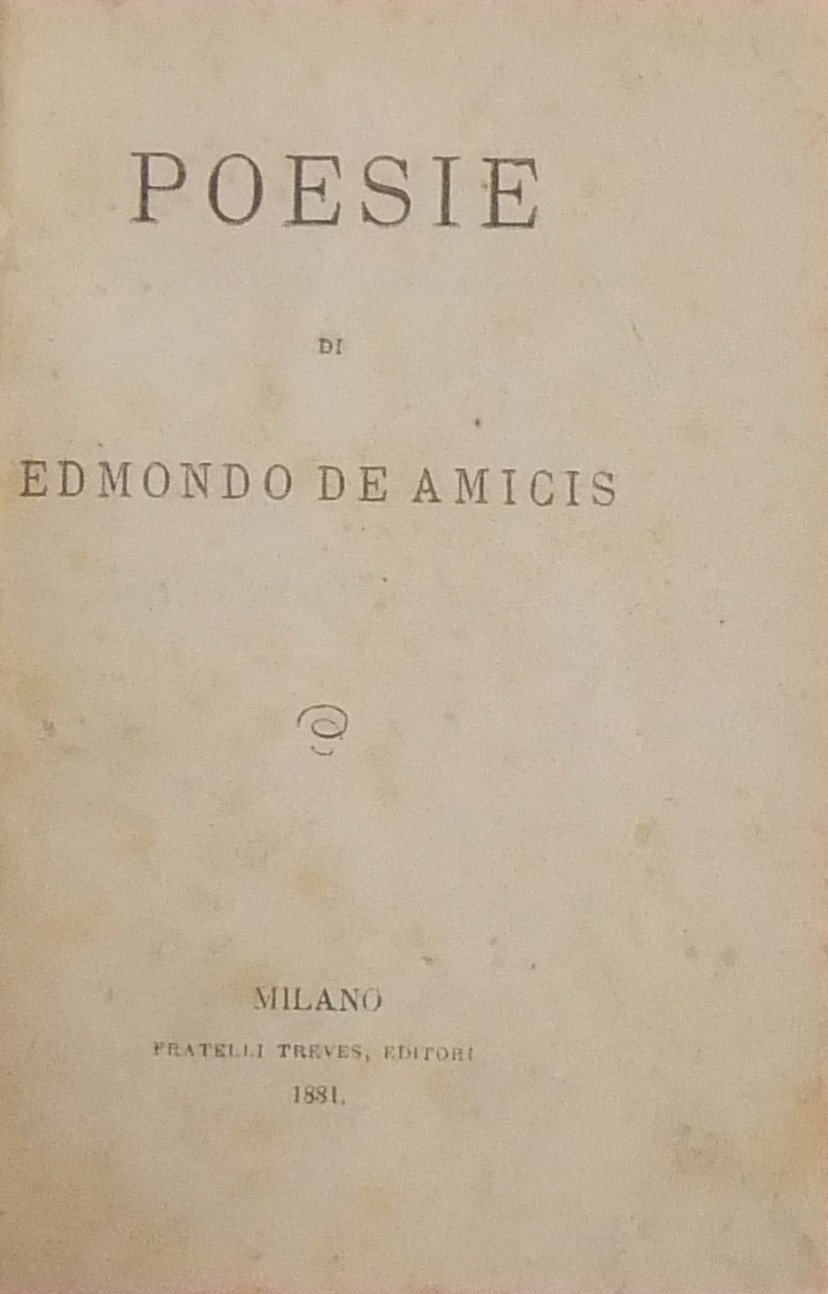 POESIE
DI
EDMONDO DE AMICIS
MILANO
FRATELLI TREVES, EDITORI
1881.